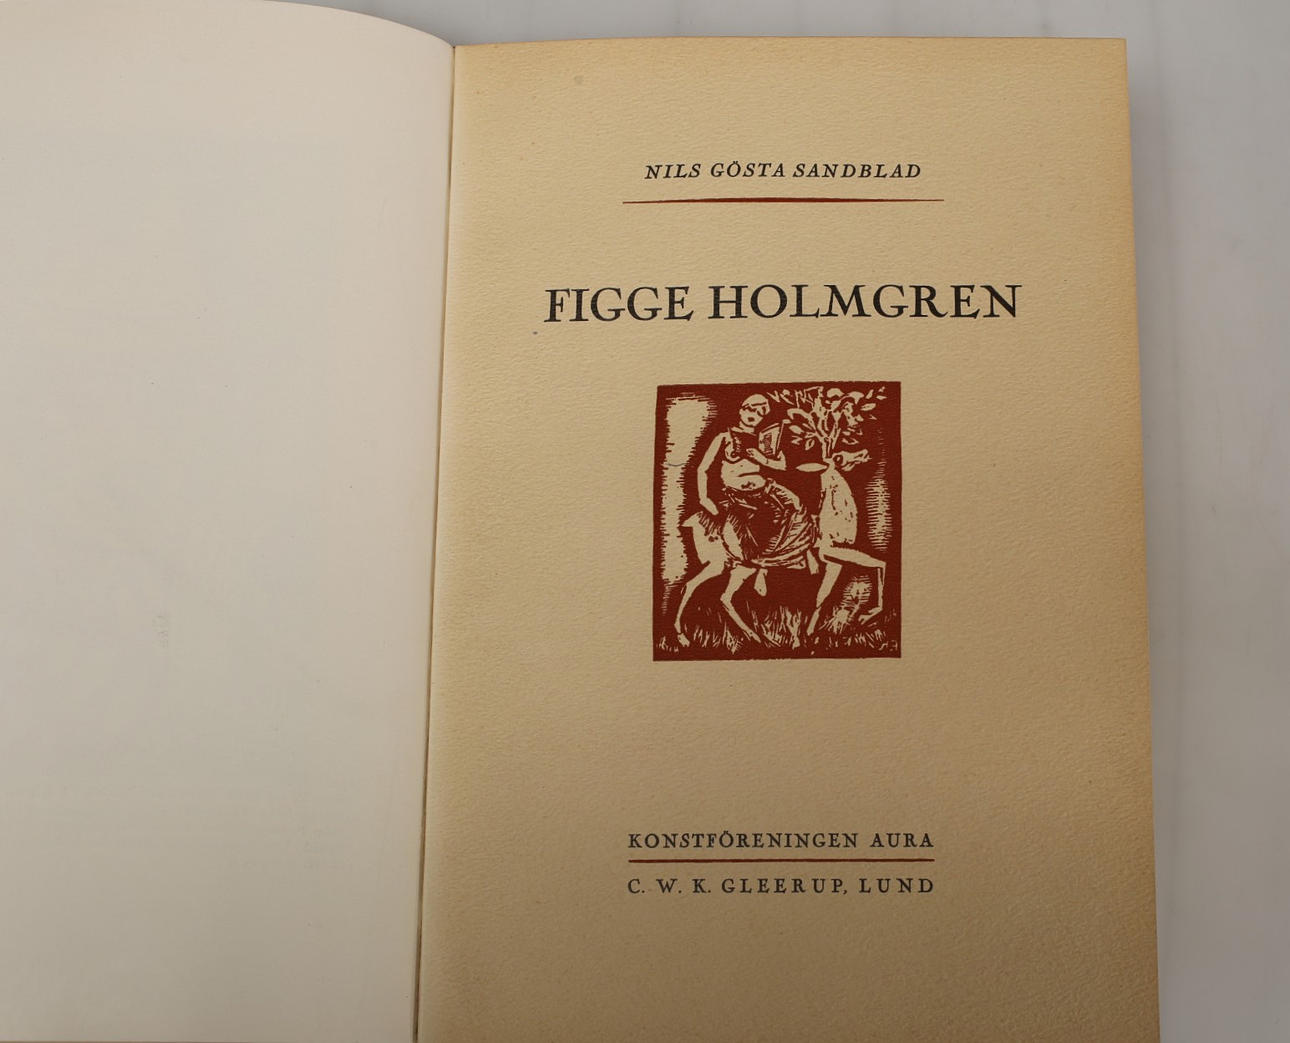 NILS GÖSTA SANDBLAD
FIGGE HOLMGREN
KONSTFÖRENINGEN AURA
C. W. K. GLEERUP, LUND